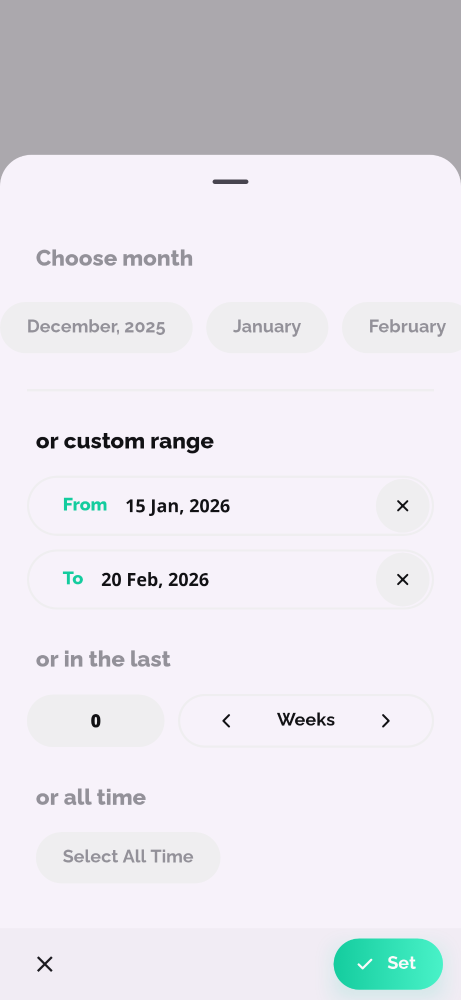 Choose month
December, 2025 January February
or custom range
From 15 Jan, 2026
To 20 Feb, 2026
or in the last
0 Weeks
or all time
Select All Time
Set